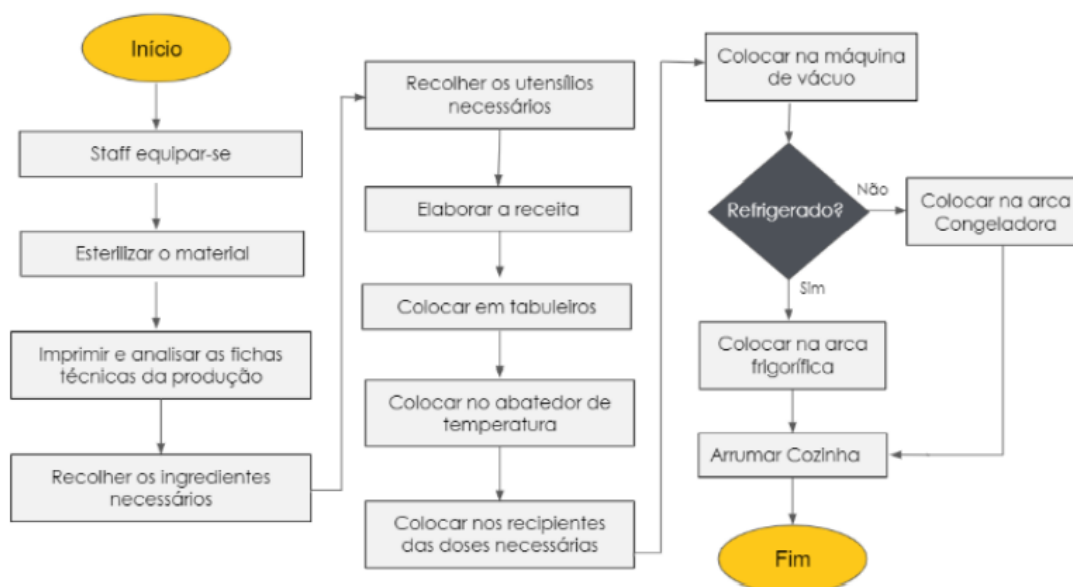 Início
Staff equipar-se
Esterilizar o material
Imprimir e analisar as fichas
técnicas da produção
Recolher os ingredientes
necessários
Recolher os utensílios
necessários
Elaborar a receita
Colocar em tabuleiros
Colocar no abatedor de
temperatura
Colocar nos recipientes
das doses necessárias
Colocar na máquina
de vácuo
Refrigerado?
Não
Colocar na arca
Congeladora
Sim
Colocar na arca
frigorífica
Arrumar Cozinha
Fim